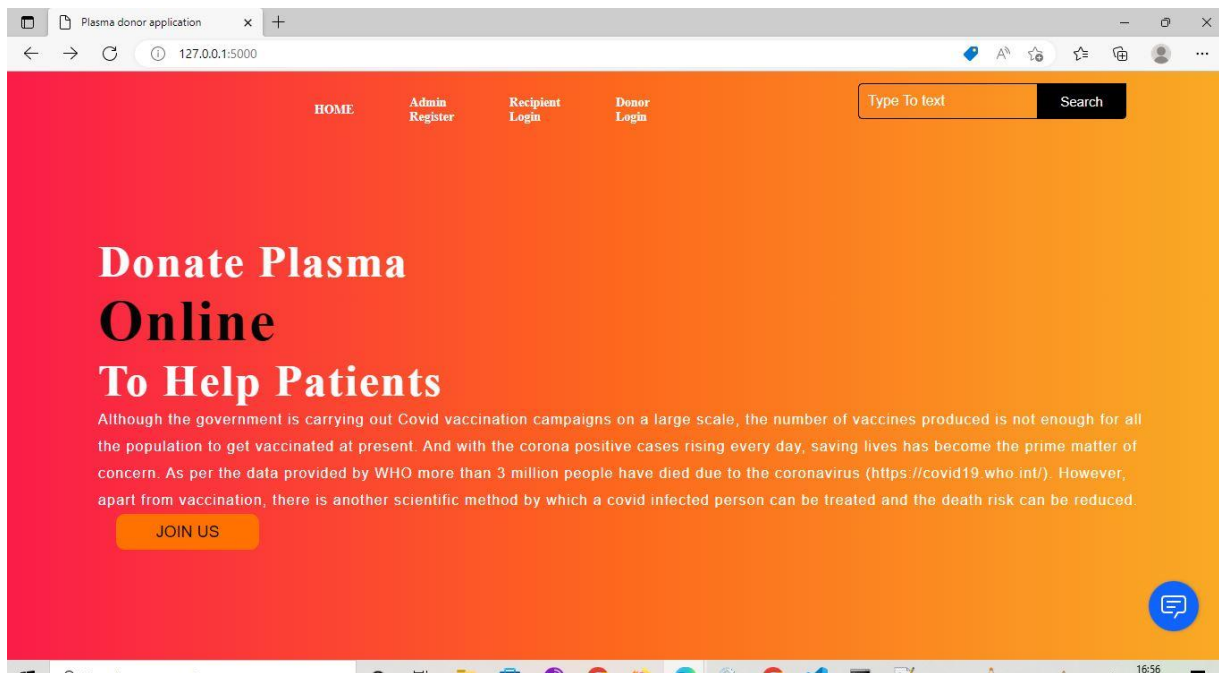 Plasma donor application
127.0.0.1:5000
HOME
Admin
Register
Recipient
Login
Donor
Login
Type To text
Search
Donate Plasma
Online
To Help Patients
Although the government is carrying out Covid vaccination campaigns on a large scale, the number of vaccines produced is not enough for all
the population to get vaccinated at present. And with the corona positive cases rising every day, saving lives has become the prime matter of
concern. As per the data provided by WHO more than 3 million people have died due to the coronavirus (https://covid19.who.int/). However,
apart from vaccination, there is another scientific method by which a covid infected person can be treated and the death risk can be reduced.
JOIN US
16:56